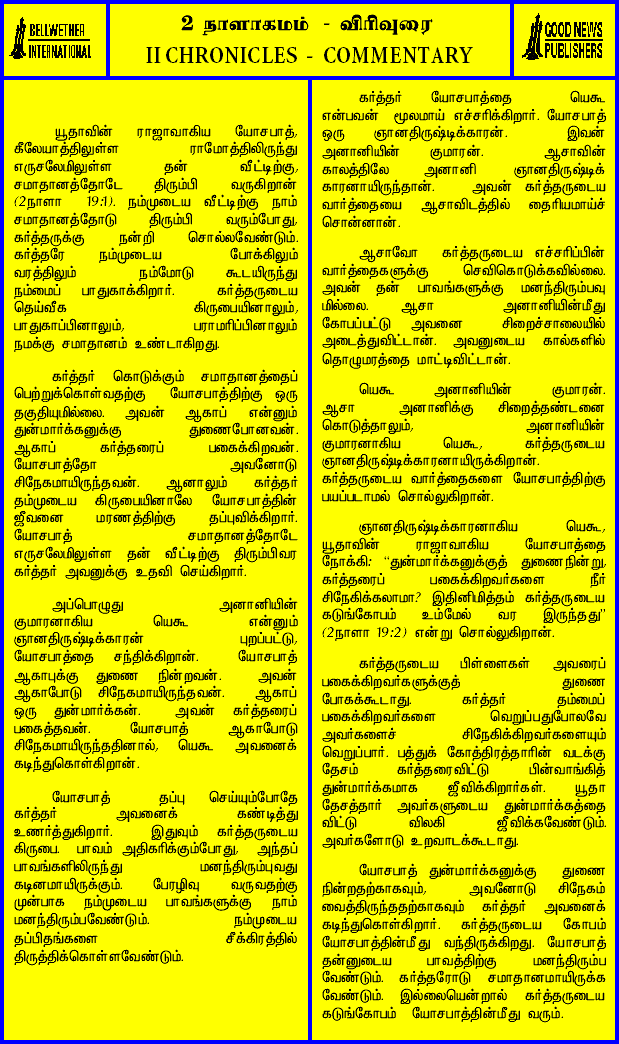 BELLWETHER
INTERNATIONAL
2 நாளாகமம் - விரிவுரை
II CHRONICLES - COMMENTARY
GOOD NEWS
PUBLISHERS
யூதாவின் ராஜாவாகிய யோசபாத்,
கீலேயாத்திலுள்ள ராமோத்திலிருந்து
எருசலேமிலுள்ள தன் வீட்டிற்கு,
சமாதானத்தோடே திரும்பி வருகிறான்
(2நாளா 19:1). நம்முடைய வீட்டிற்கு நாம்
சமாதானத்தோடு திரும்பி வரும்போது,
கர்த்தருக்கு நன்றி சொல்லவேண்டும்.
கர்த்தரே நம்முடைய போக்கிலும்
வரத்திலும் நம்மோடு கூடயிருந்து
நம்மைப் பாதுகாக்கிறார். கர்த்தருடைய
தெய்வீக கிருபையினாலும்,
பாதுகாப்பினாலும், பராமரிப்பினாலும்
நமக்கு சமாதானம் உண்டாகிறது.
கர்த்தர் கொடுக்கும் சமாதானத்தைப்
பெற்றுக்கொள்வதற்கு யோசபாத்திற்கு ஒரு
தகுதியுமில்லை. அவன் ஆகாப் என்னும்
துன்மார்க்கனுக்கு துணைபோனவன்.
ஆகாப் கர்த்தரைப் பகைக்கிறவன்.
யோசபாத்தோ அவனோடு
சிநேகமாயிருந்தவன். ஆனாலும் கர்த்தர்
தம்முடைய கிருபையினாலே யோசபாத்தின்
ஜீவனை மரணத்திற்கு தப்புவிக்கிறார்.
யோசபாத் சமாதானத்தோடே
எருசலேமிலுள்ள தன் வீட்டிற்கு திரும்பிவர
கர்த்தர் அவனுக்கு உதவி செய்கிறார்.
அப்பொழுது அனானியின்
குமாரனாகிய யெகூ என்னும்
ஞானதிருஷ்டிக்காரன் புறப்பட்டு,
யோசபாத்தை சந்திக்கிறான். யோசபாத்
ஆகாபுக்கு துணை நின்றவன். அவன்
ஆகாபோடு சிநேகமாயிருந்தவன். ஆகாப்
ஒரு துன்மார்க்கன். அவன் கர்த்தரைப்
பகைத்தவன். யோசபாத் ஆகாபோடு
சிநேகமாயிருந்ததினால், யெகூ அவனைக்
கடிந்துகொள்கிறான்.
யோசபாத் தப்பு செய்யும்போதே
கர்த்தர் அவனைக் கண்டித்து
உணர்த்துகிறார். இதுவும் கர்த்தருடைய
கிருபை. பாவம் அதிகரிக்கும்போது, அந்தப்
பாவங்களிலிருந்து மனந்திரும்புவது
கடினமாயிருக்கும். பேரழிவு வருவதற்கு
முன்பாக நம்முடைய பாவங்களுக்கு நாம்
மனந்திரும்பவேண்டும். நம்முடைய
தப்பிதங்களை சீக்கிரத்தில்
திருத்திக்கொள்ளவேண்டும்.
கர்த்தர் யோசபாத்தை யெகூ
என்பவன் மூலமாய் எச்சரிக்கிறார். யோசபாத்
ஒரு ஞானதிருஷ்டிக்காரன். இவன்
அனானியின் குமாரன். ஆசாவின்
காலத்திலே அனானி ஞானதிருஷ்டிக்
காரனாயிருந்தான். அவன் கர்த்தருடைய
வார்த்தையை ஆசாவிடத்தில் தைரியமாய்ச்
சொன்னான்.
ஆசாவோ கர்த்தருடைய எச்சரிப்பின்
வார்த்தைகளுக்கு செவிகொடுக்கவில்லை.
அவன் தன் பாவங்களுக்கு மனந்திரும்பவு
மில்லை. ஆசா அனானியின்மீது
கோபப்பட்டு அவனை சிறைச்சாலையில்
அடைத்துவிட்டான். அவனுடைய கால்களில்
தொழுமரத்தை மாட்டிவிட்டான்.
யெகூ அனானியின் குமாரன்.
ஆசா அனானிக்கு சிறைத்தண்டனை
கொடுத்தாலும், அனானியின்
குமாரனாகிய யெகூ, கர்த்தருடைய
ஞானதிருஷ்டிக்காரனாயிருக்கிறான்.
கர்த்தருடைய வார்த்தைகளை யோசபாத்திற்கு
பயப்படாமல் சொல்லுகிறான்.
ஞானதிருஷ்டிக்காரனாகிய யெகூ,
யூதாவின் ராஜாவாகிய யோசபாத்தை
நோக்கி: "துன்மார்க்கனுக்குத் துணைநின்று,
கர்த்தரைப் பகைக்கிறவர்களை நீர்
சிநேகிக்கலாமா? இதினிமித்தம் கர்த்தருடைய
கடுங்கோபம் உம்மேல் வர இருந்தது"
(2நாளா 19:2) என்று சொல்லுகிறான்.
கர்த்தருடைய பிள்ளைகள் அவரைப்
பகைக்கிறவர்களுக்குத் துணை
போகக்கூடாது. கர்த்தர் தம்மைப்
பகைக்கிறவர்களை வெறுப்பதுபோலவே
அவர்களைச் சிநேகிக்கிறவர்களையும்
வெறுப்பார். பத்துக் கோத்திரத்தாரின் வடக்கு
தேசம் கர்த்தரைவிட்டு பின்வாங்கித்
துன்மார்க்கமாக ஜீவிக்கிறார்கள். யூதா
தேசத்தார் அவர்களுடைய துன்மார்க்கத்தை
விட்டு விலகி ஜீவிக்கவேண்டும்.
அவர்களோடு உறவாடக்கூடாது.
யோசபாத் துன்மார்க்கனுக்கு துணை
நின்றதற்காகவும், அவனோடு சிநேகம்
வைத்திருந்ததற்காகவும் கர்த்தர் அவனைக்
கடிந்துகொள்கிறார். கர்த்தருடைய கோபம்
யோசபாத்தின்மீது வந்திருக்கிறது. யோசபாத்
தன்னுடைய பாவத்திற்கு மனந்திரும்ப
வேண்டும். கர்த்தரோடு சமாதானமாயிருக்க
வேண்டும். இல்லையென்றால் கர்த்தருடைய
கடுங்கோபம் யோசபாத்தின்மீது வரும்.